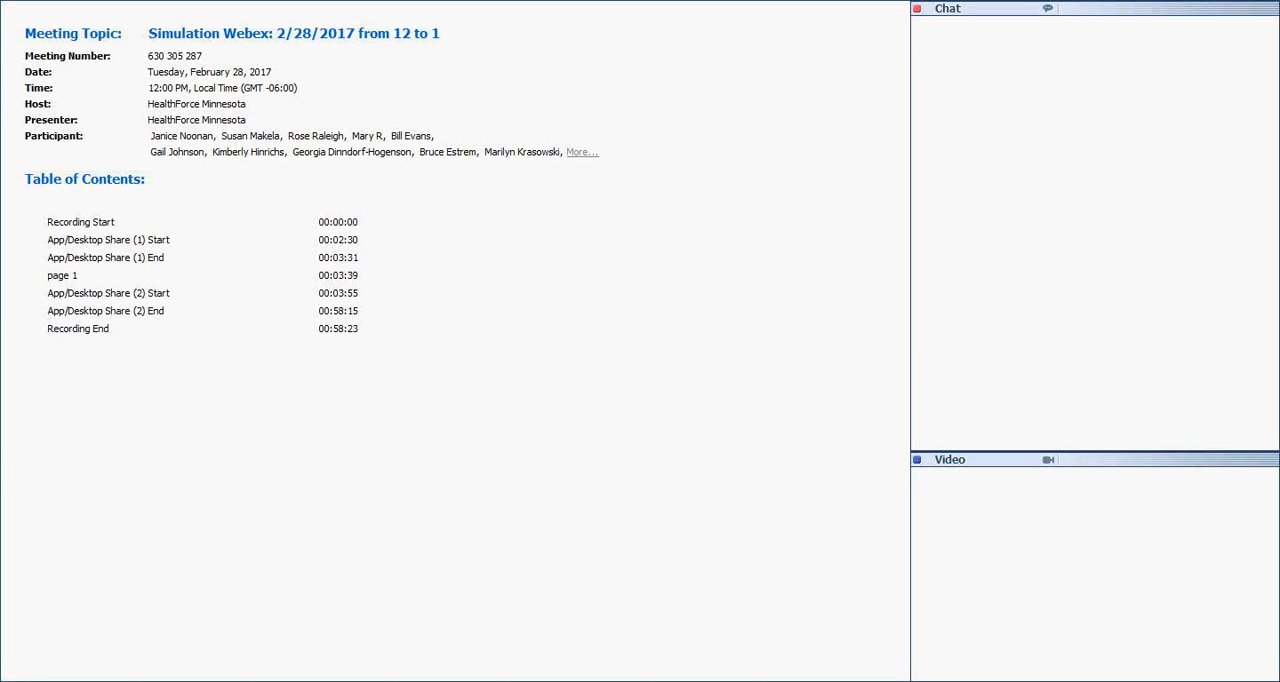 Meeting Topic: Simulation Webex: 2/28/2017 from 12 to 1
Meeting Number: 630 305 287
Date: Tuesday, February 28, 2017
Time: 12:00 PM, Local Time (GMT -06:00)
Host: HealthForce Minnesota
Presenter: HealthForce Minnesota
Participant: Janice Noonan, Susan Makela, Rose Raleigh, Mary R, Bill Evans,
Gail Johnson, Kimberly Hinrichs, Georgia Dinndorf-Hogenson, Bruce Estrem, Marilyn Krasowski, More...
Table of Contents:
Recording Start 00:00:00
App/Desktop Share (1) Start 00:02:30
App/Desktop Share (1) End 00:03:31
page 1 00:03:39
App/Desktop Share (2) Start 00:03:55
App/Desktop Share (2) End 00:58:15
Recording End 00:58:23
Chat
Video